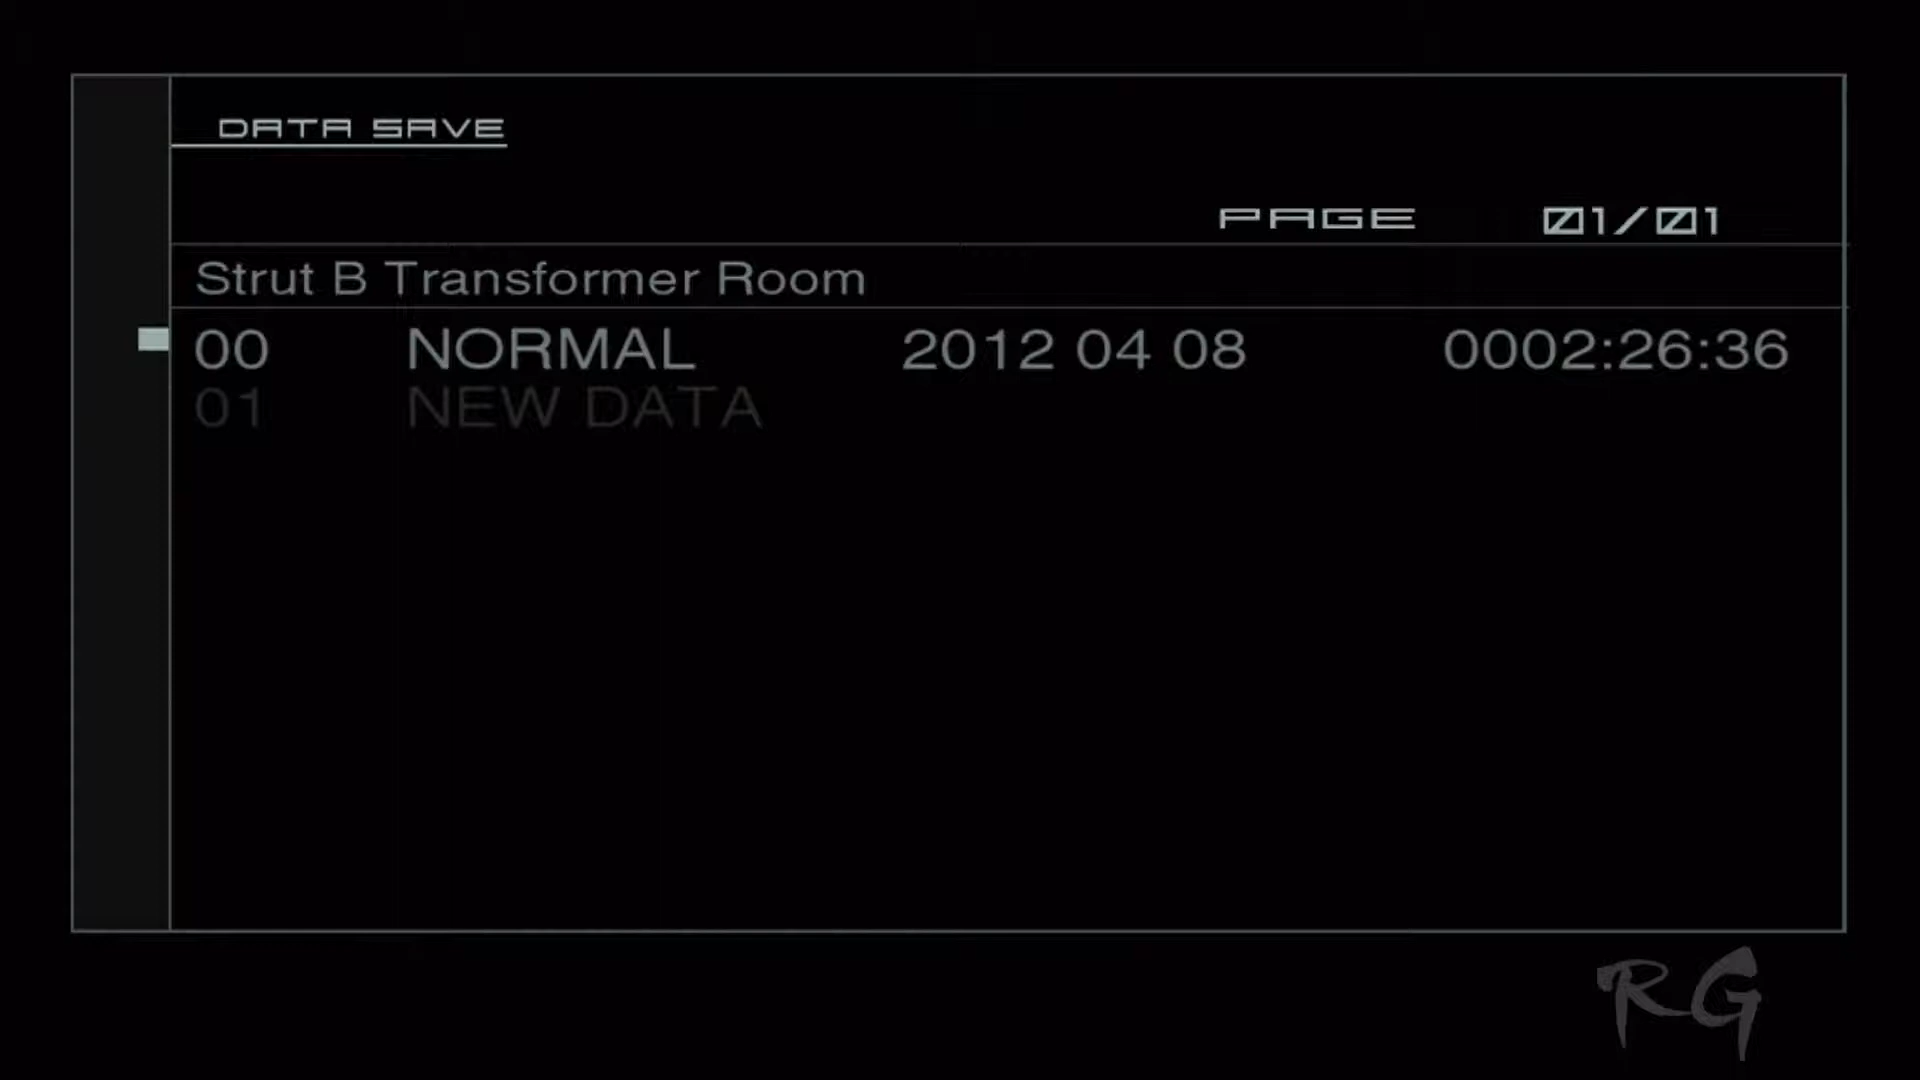 DATA SAVE
PAGE 01/01
Strut B Transformer Room
00 NORMAL 2012 04 08 0002:26:36
01 NEW DATA
RG